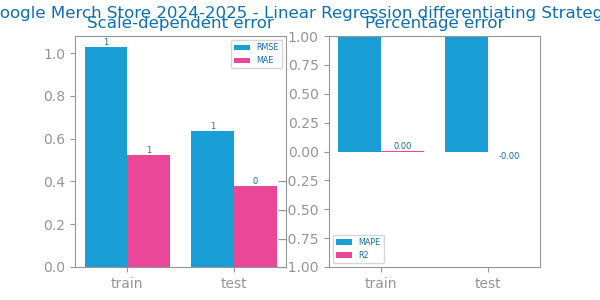 oogle Merch Store 2024-2025 - Linear Regression differentiating Strateg
Scale-dependent error
Percentage error
RMSE
MAE
1
1
1
0
1.0
0.8
0.6
0.4
0.2
0.0
train
test
1.00
0.75
0.50
0.25
0.00
0.25
0.50
0.75
1.00
0.00
-0.00
MAPE
R2
train
test